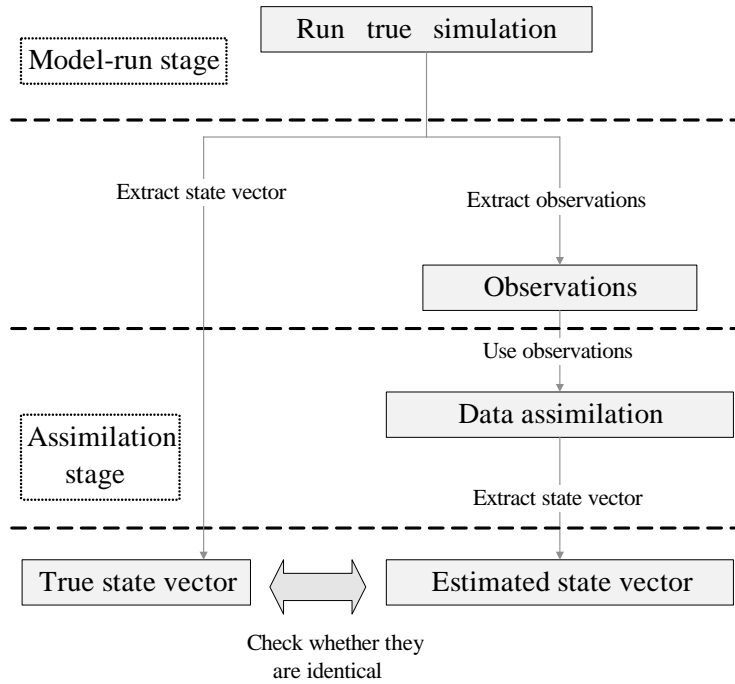 Run true simulation
Model-run stage
Extract state vector
Extract observations
Observations
Use observations
Data assimilation
Assimilation
stage
Extract state vector
True state vector
Estimated state vector
Check whether they
are identical